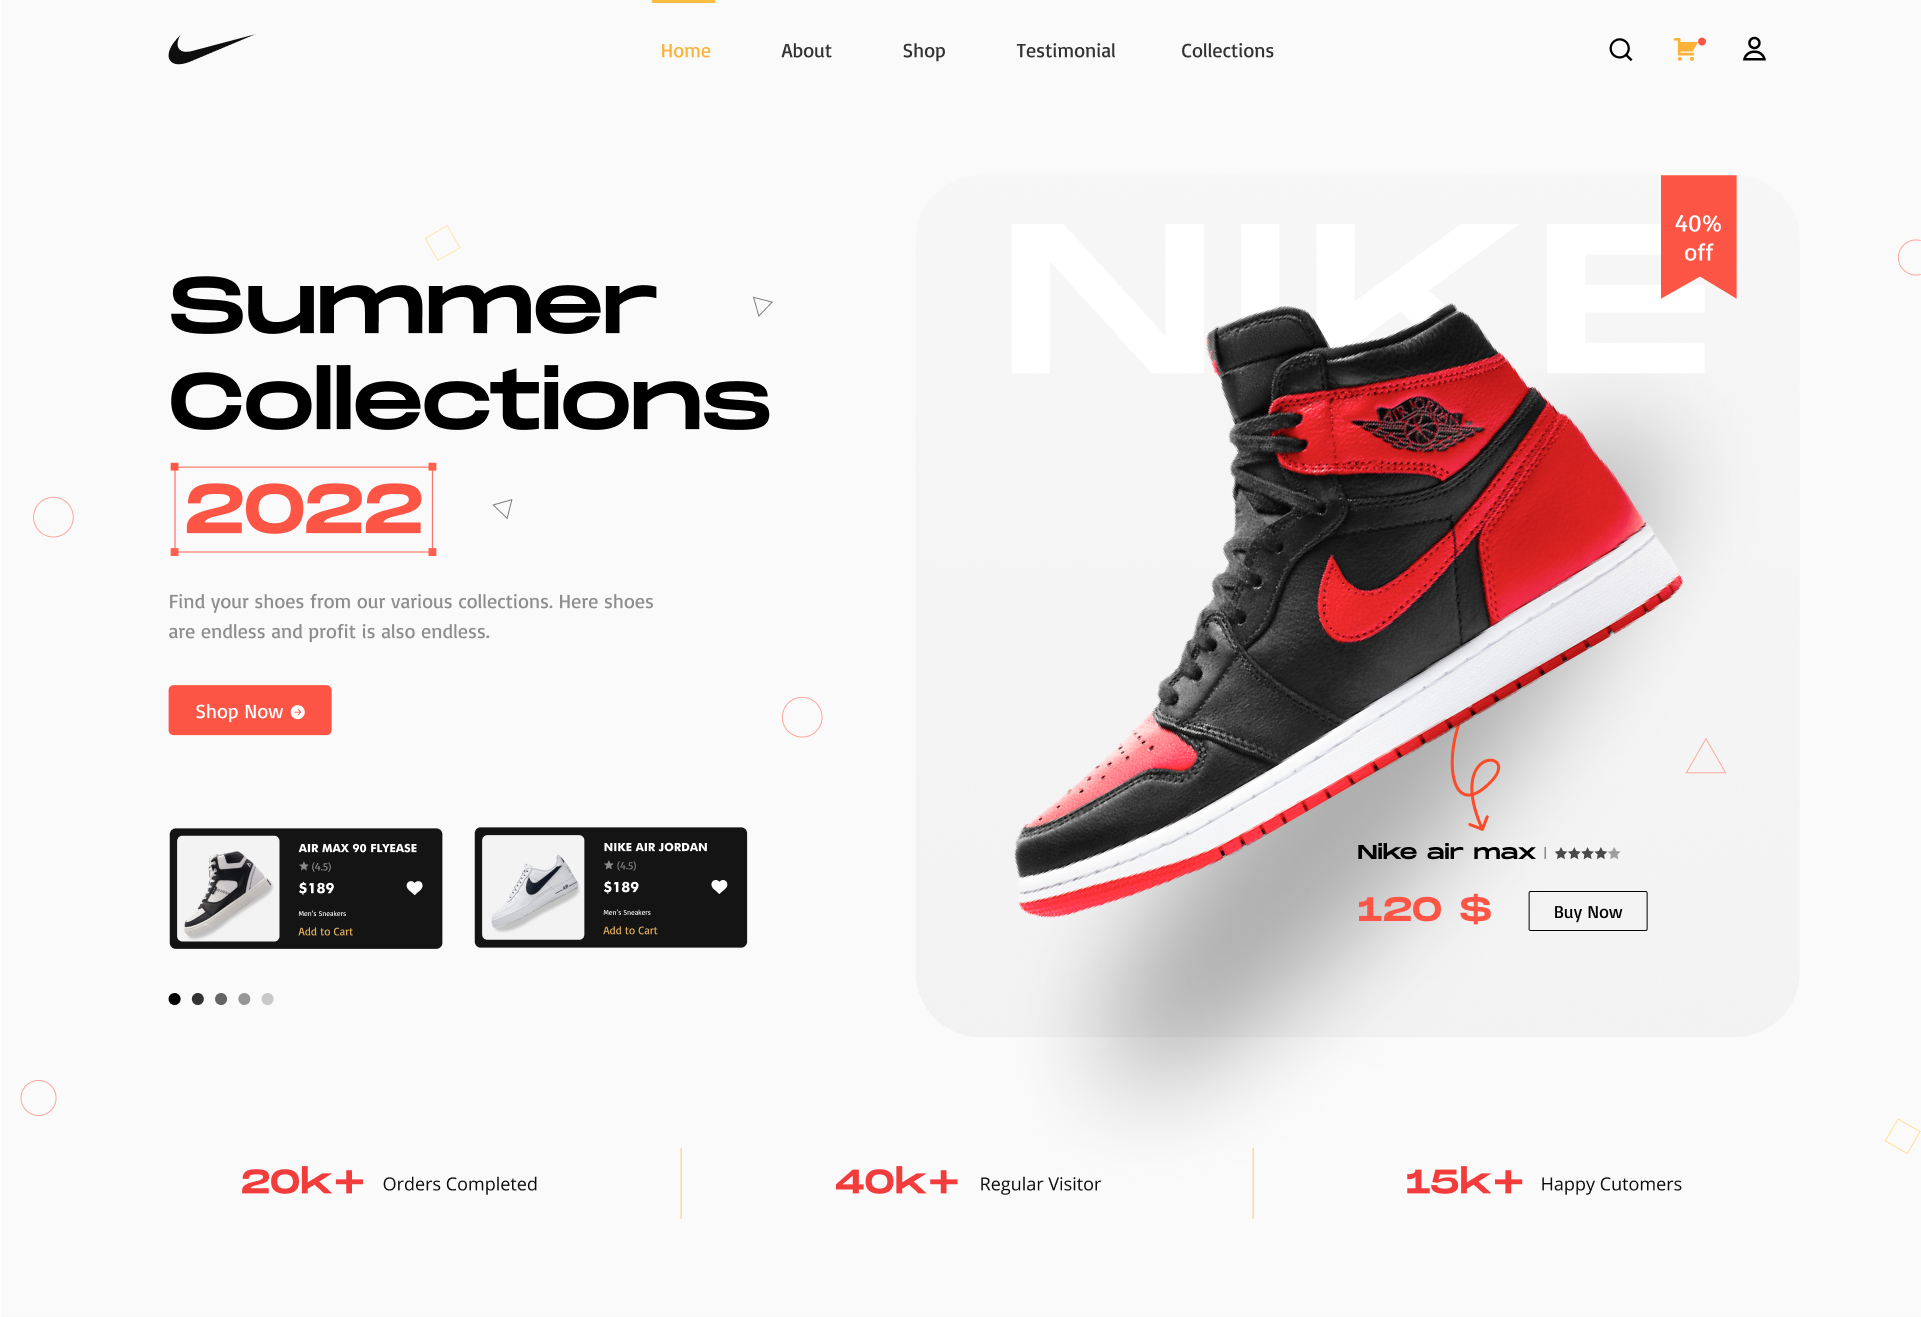 Home
About
Shop
Testimonial
Collections
NIKE
40%
off
Summer
Collections
2022
Find your shoes from our various collections. Here shoes
are endless and profit is also endless.
Shop Now
AIR JORDAN
AIR MAX 90 FLYEASE
(4.5)
$189
Men's Sneakers
Add to Cart
NIKE AIR JORDAN
(4.5)
$189
Men's Sneakers
Add to Cart
Nike air max |
120 $
Buy Now
20k+ Orders Completed
40k+ Regular Visitor
15k+ Happy Cutomers